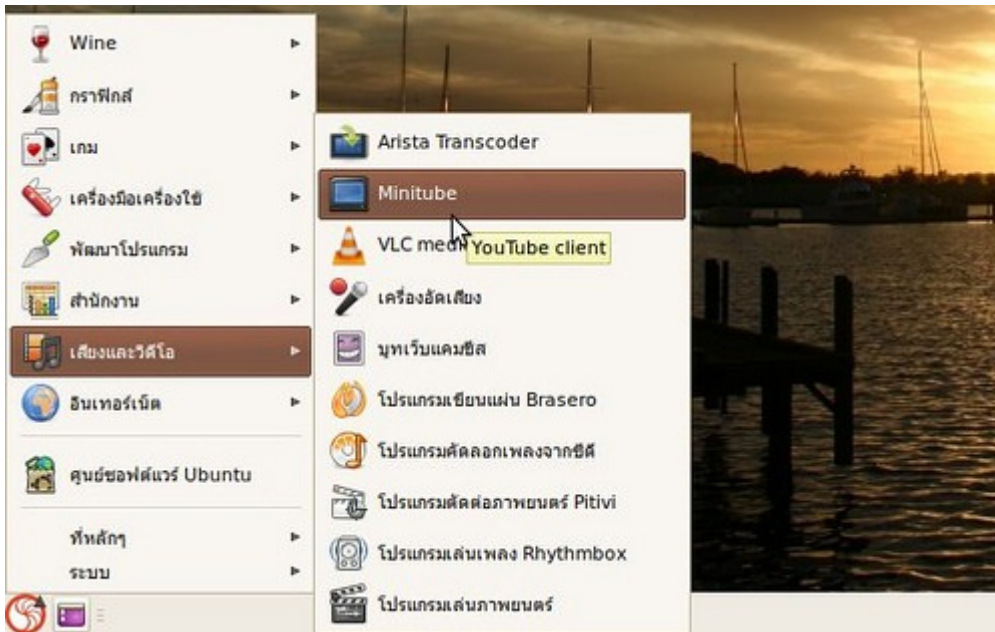 Wine
กราฟิกส์
เกม
เครื่องมือเครื่องใช้
พัฒนาโปรแกรม
สำนักงาน
เสียงและวิดีโอ
อินเทอร์เน็ต
ศูนย์ซอฟต์แวร์ Ubuntu
ที่หลักๆ
ระบบ
Arista Transcoder
Minitube
VLC
YouTube client
เครื่องอัดเสียง
บูทเว็บแคมชีส
โปรแกรมเขียนแผ่น Brasero
โปรแกรมคัดลอกเพลงจากซีดี
โปรแกรมตัดต่อภาพยนตร์ Pitivi
โปรแกรมเล่นเพลง Rhythmbox
โปรแกรมเล่นภาพยนตร์